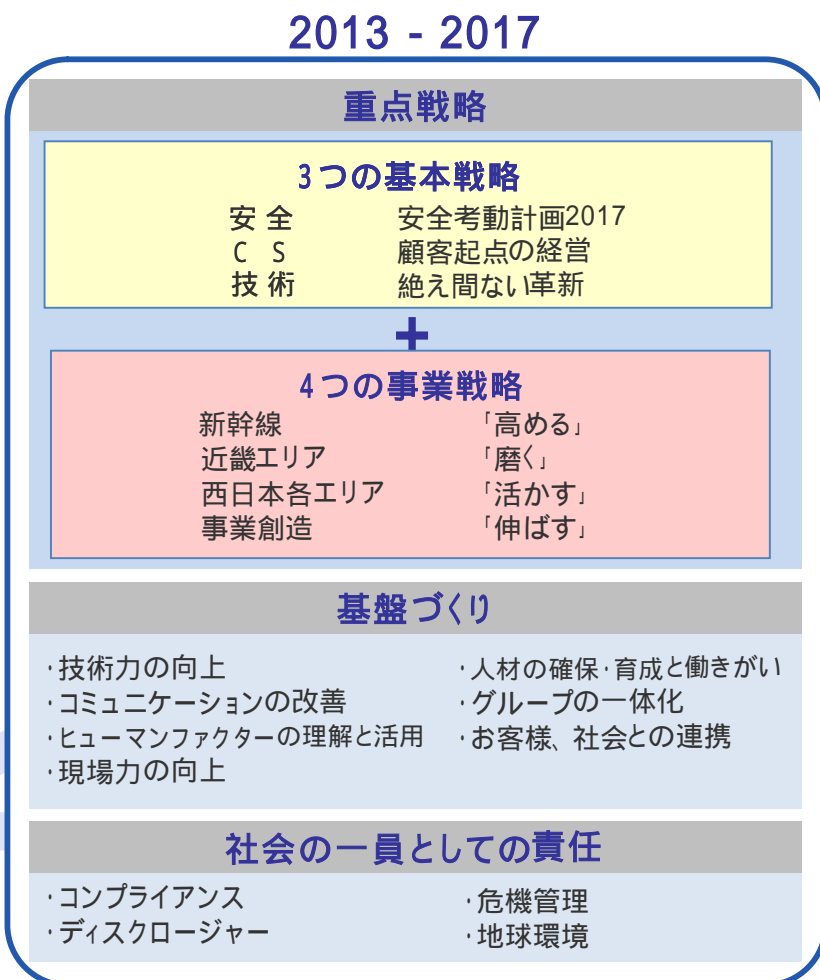 2013 - 2017
重点戦略
3つの基本戦略
安全 安全考動計画2017
CS 顧客起点の経営
技術 絶え間ない革新
+
4つの事業戦略
新幹線 「高める」
近畿エリア 「磨く」
西日本各エリア 「活かす」
事業創造 「伸ばす」
基盤づくり
・技術力の向上 ・人材の確保・育成と働きがい
・コミュニケーションの改善 ・グループの一体化
・ヒューマンファクターの理解と活用 ・お客様、社会との連携
・現場力の向上
社会の一員としての責任
・コンプライアンス ・危機管理
・ディスクロージャー ・地球環境